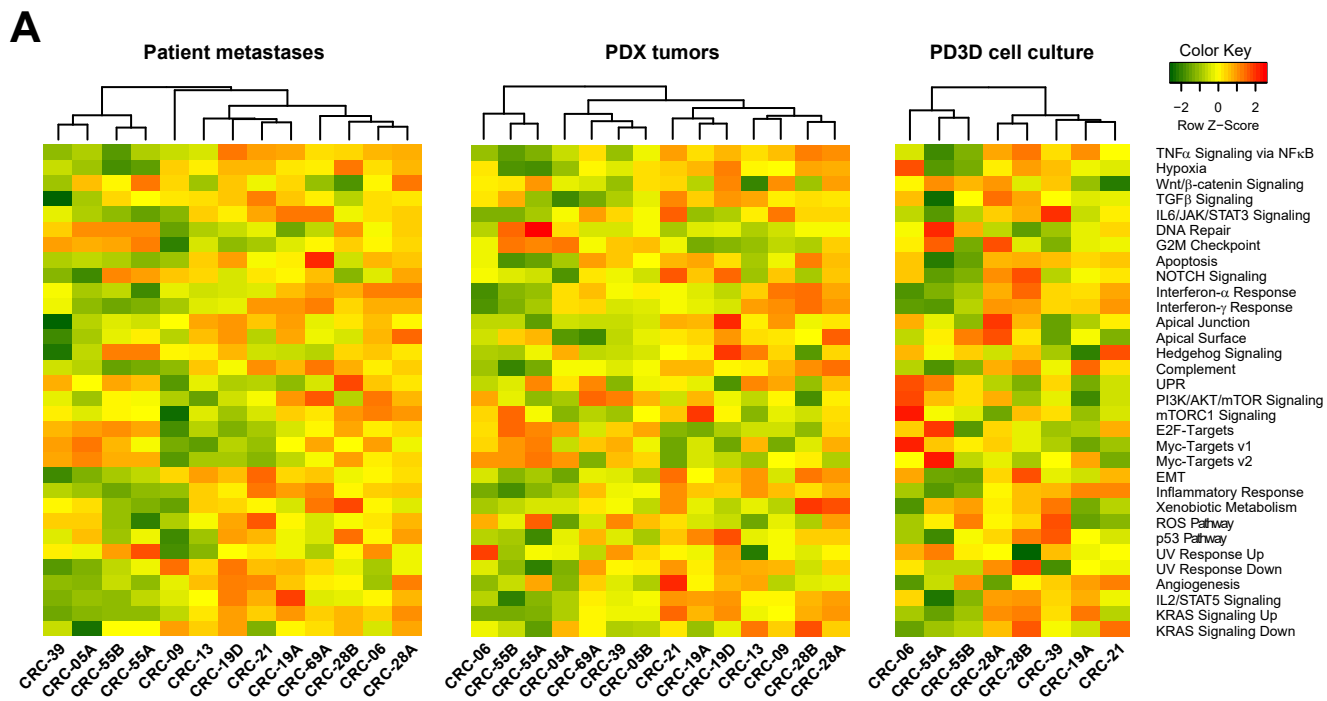 A
Patient metastases
PDX tumors
PD3D cell culture
Color Key
−2 0 2
Row Z−Score
TNFα Signaling via NFκB
Hypoxia
Wnt/β-catenin Signaling
TGFβ Signaling
IL6/JAK/STAT3 Signaling
DNA Repair
G2M Checkpoint
Apoptosis
NOTCH Signaling
Interferon-α Response
Interferon-γ Response
Apical Junction
Apical Surface
Hedgehog Signaling
Complement
UPR
PI3K/AKT/mTOR Signaling
mTORC1 Signaling
E2F-Targets
Myc-Targets v1
Myc-Targets v2
EMT
Inflammatory Response
Xenobiotic Metabolism
ROS Pathway
p53 Pathway
UV Response Up
UV Response Down
Angiogenesis
IL2/STAT5 Signaling
KRAS Signaling Up
KRAS Signaling Down
CRC-39 CRC-05A CRC-55B CRC-55A CRC-09 CRC-13 CRC-19D CRC-21 CRC-19A CRC-69A CRC-28B CRC-06 CRC-28A
CRC-06 CRC-55B CRC-55A CRC-05A CRC-69A CRC-39 CRC-05B CRC-21 CRC-19A CRC-19D CRC-13 CRC-09 CRC-28B CRC-28A
CRC-06 CRC-55A CRC-55B CRC-28A CRC-28B CRC-39 CRC-19A CRC-21